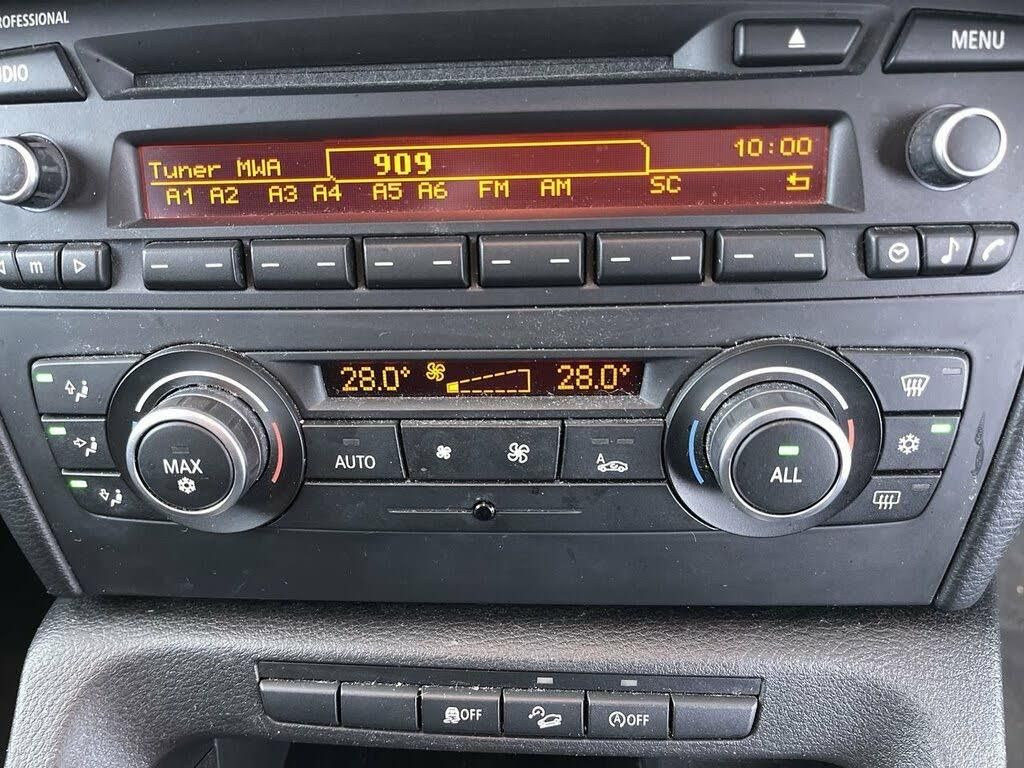 ROFESSIONAL
DIO
MENU
Tuner MWA 909 10:00
A1 A2 A3 A4 A5 A6 FM AM SC
m
28.0° 28.0°
MAX
AUTO
A
ALL
OFF
A OFF